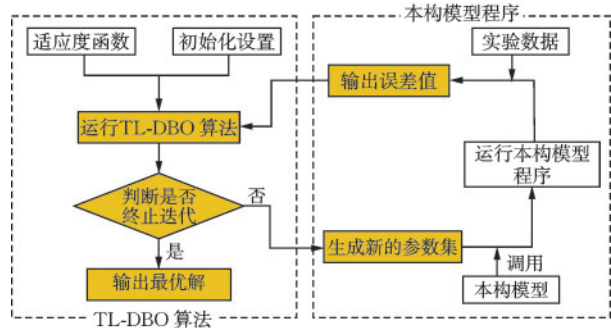 本构模型程序
适应度函数
初始化设置
实验数据
输出误差值
运行TL-DBO 算法
运行本构模型
程序
判断是否
终止迭代
否
是
生成新的参数集
调用
输出最优解
本构模型
TL-DBO 算法